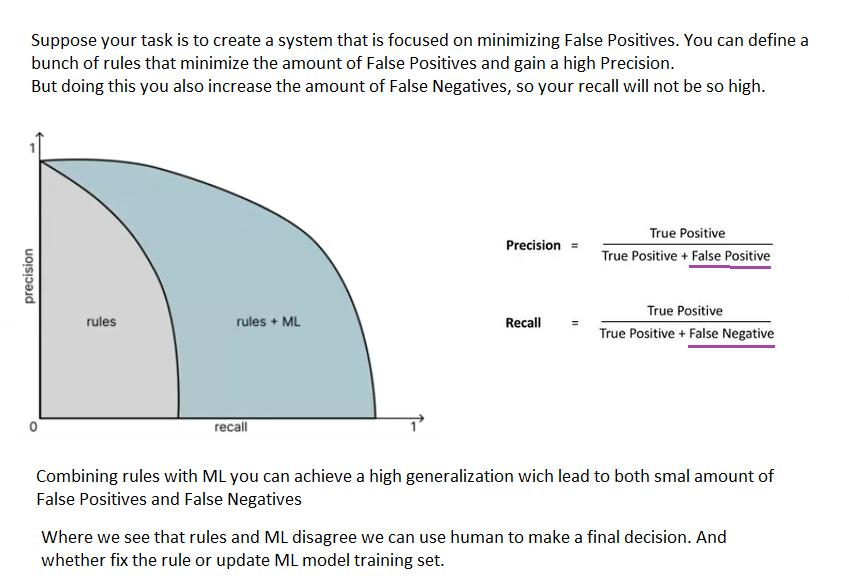 Suppose your task is to create a system that is focused on minimizing False Positives. You can define a
bunch of rules that minimize the amount of False Positives and gain a high Precision.
But doing this you also increase the amount of False Negatives, so your recall will not be so high.
1
precision
rules
rules + ML
0
recall
1
Precision =
True Positive
True Positive + False Positive
Recall =
True Positive
True Positive + False Negative
Combining rules with ML you can achieve a high generalization wich lead to both smal amount of
False Positives and False Negatives
Where we see that rules and ML disagree we can use human to make a final decision. And
whether fix the rule or update ML model training set.